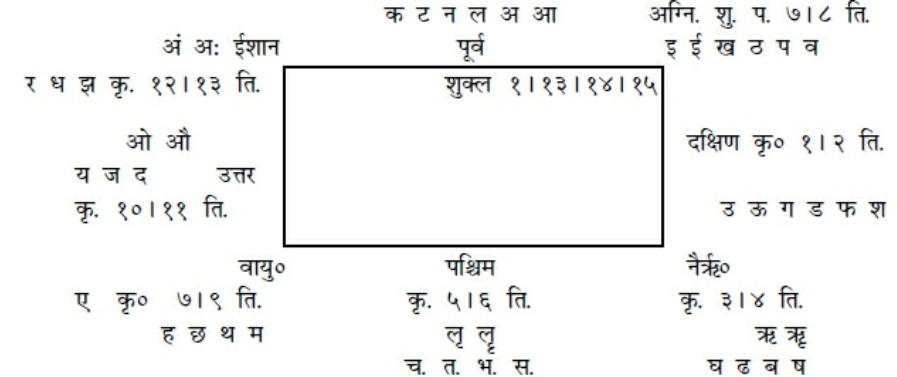 क ट न ल अ आ अग्नि. शु. प. ७।८ ति.
अं अः ईशान पूर्व इ ई ख ठ प व
र ध झ कृ. १२।१३ ति. शुक्ल १।१३।१४।१५
ओ औ दक्षिण कृ० १।२ ति.
य ज द उत्तर
कृ. १०।११ ति. उ ऊ ग ड फ श
वायु० पश्चिम नैर्ऋ०
ए कृ० ७।९ ति. कृ. ५।६ ति. कृ. ३।४ ति.
ह छ थ म लृ लॄ ऋ ॠ
च. त. भ. स. घ ढ ब ष